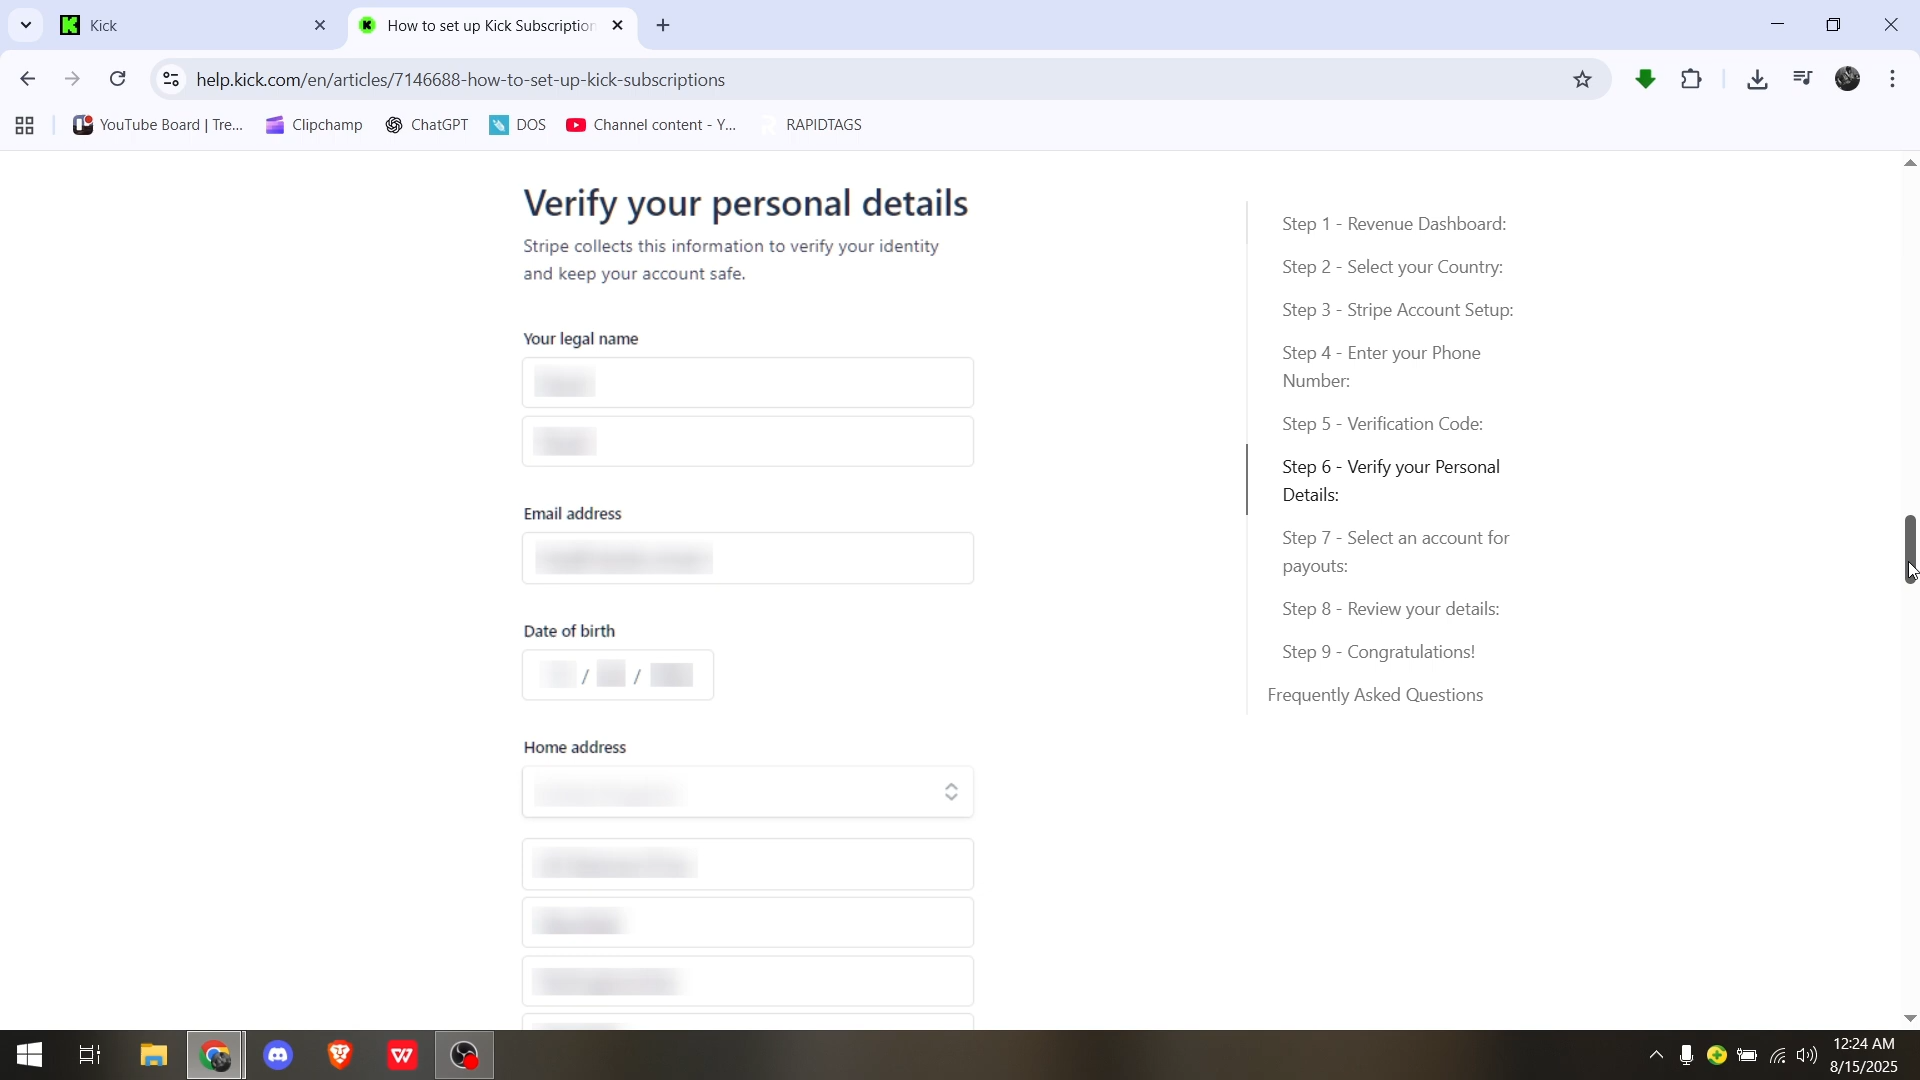 Kick
How to set up Kick Subscription
help.kick.com/en/articles/7146688-how-to-set-up-kick-subscriptions
YouTube Board | Tre...
Clipchamp
ChatGPT
DOS
Channel content - Y...
RAPIDTAGS
Verify your personal details
Stripe collects this information to verify your identity
and keep your account safe.
Your legal name
Email address
Date of birth
/ /
Home address
Step 1 - Revenue Dashboard:
Step 2 - Select your Country:
Step 3 - Stripe Account Setup:
Step 4 - Enter your Phone
Number:
Step 5 - Verification Code:
Step 6 - Verify your Personal
Details:
Step 7 - Select an account for
payouts:
Step 8 - Review your details:
Step 9 - Congratulations!
Frequently Asked Questions
12:24 AM
8/15/2025